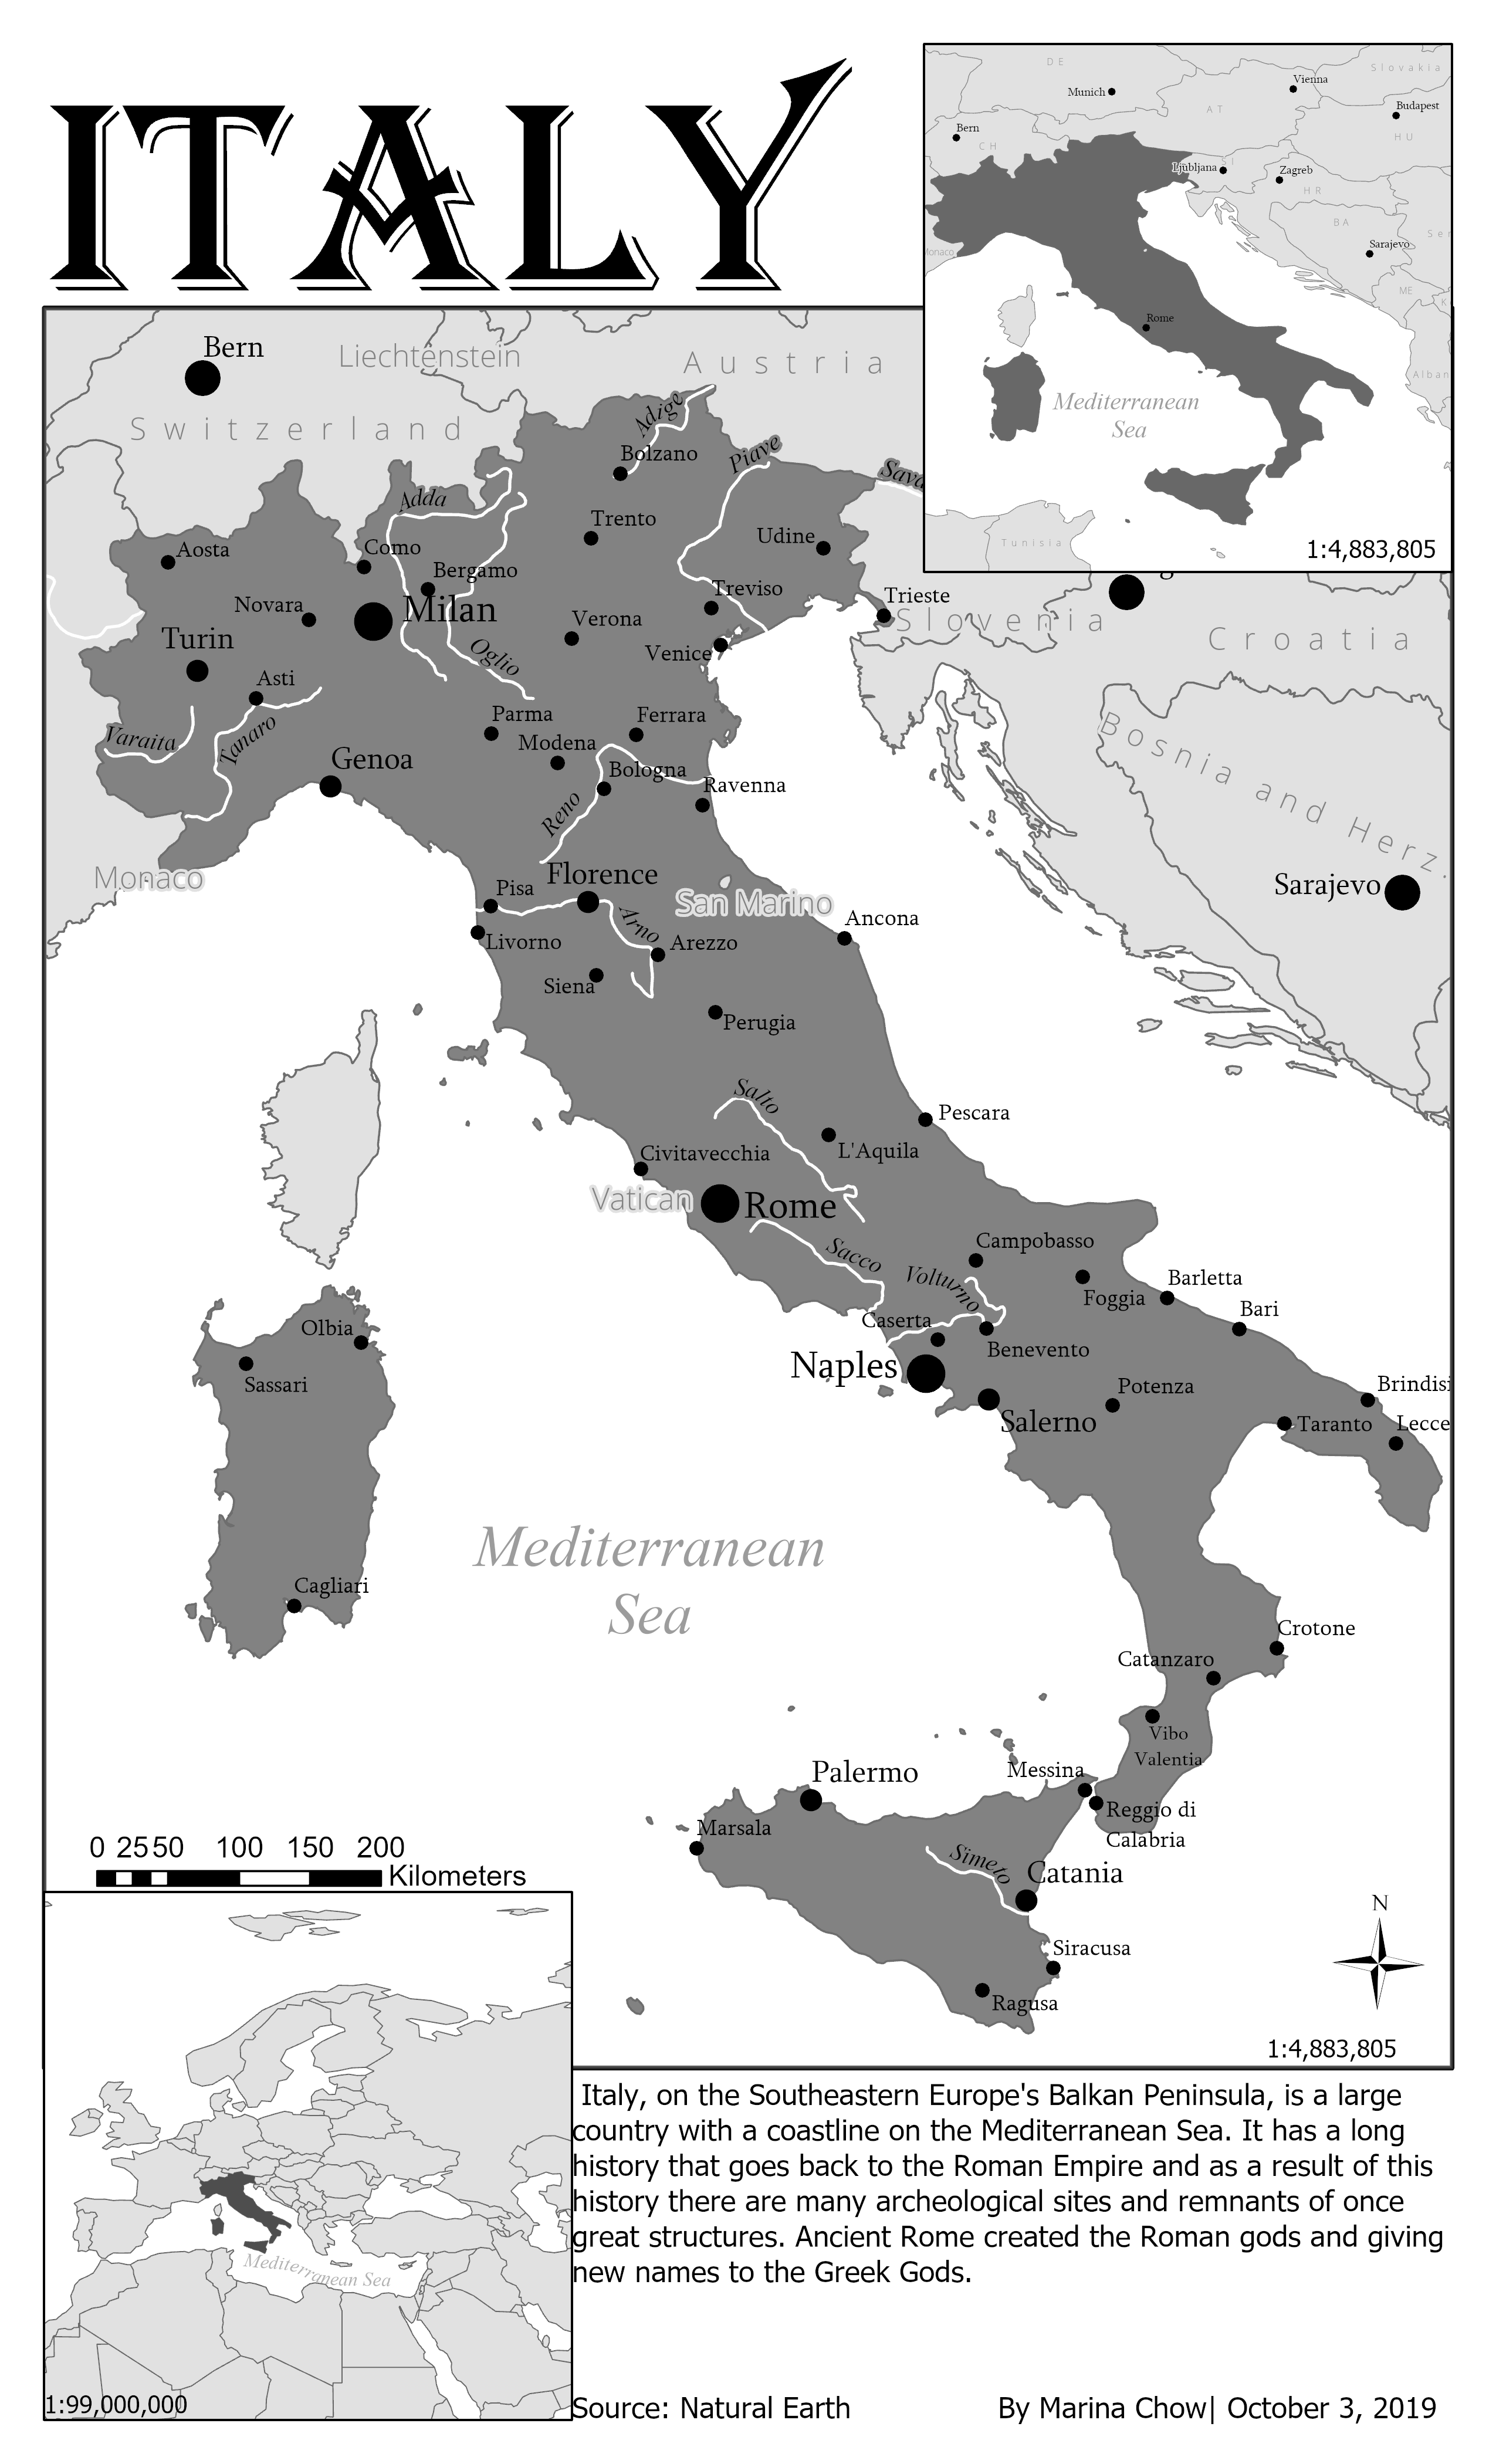 ITALY
DE
Slovakia
Munich
Vienna
AT
Budapest
Bern
CH
HU
Ljubljana
SI
Zagreb
HR
BA
Sarajevo
ME
Rome
Mediterranean
Sea
Tunisia
1:4,883,805
Bern
Liechtenstein
Austria
Switzerland
Adige
Bolzano
Piave
Adda
Trento
Udine
Aosta
Como
Bergamo
Treviso
Trieste
Novara
Milan
Slovenia
Turin
Verona
Croatia
Venice
Oglio
Asti
Parma
Ferrara
Varaita
Tanaro
Modena
Bosnia and Herz.
Genoa
Bologna
Ravenna
Reno
Monaco
Florence
Pisa
San Marino
Sarajevo
Arno
Ancona
Livorno
Arezzo
Siena
Perugia
Salto
Pescara
L'Aquila
Civitavecchia
Vatican
Rome
Sacco
Campobasso
Volturno
Barletta
Foggia
Bari
Caserta
Olbia
Benevento
Naples
Sassari
Potenza
Brindisi
Salerno
Taranto
Lecce
Mediterranean
Sea
Cagliari
Crotone
Catanzaro
Vibo
Valentia
Messina
Palermo
Reggio di
Calabria
Marsala
Simeto
Catania
0 25 50 100 150 200
Kilometers
N
Siracusa
Ragusa
1:4,883,805
Mediterranean Sea
1:99,000,000
Italy, on the Southeastern Europe's Balkan Peninsula, is a large
country with a coastline on the Mediterranean Sea. It has a long
history that goes back to the Roman Empire and as a result of this
history there are many archeological sites and remnants of once
great structures. Ancient Rome created the Roman gods and giving
new names to the Greek Gods.
Source: Natural Earth
By Marina Chow| October 3, 2019